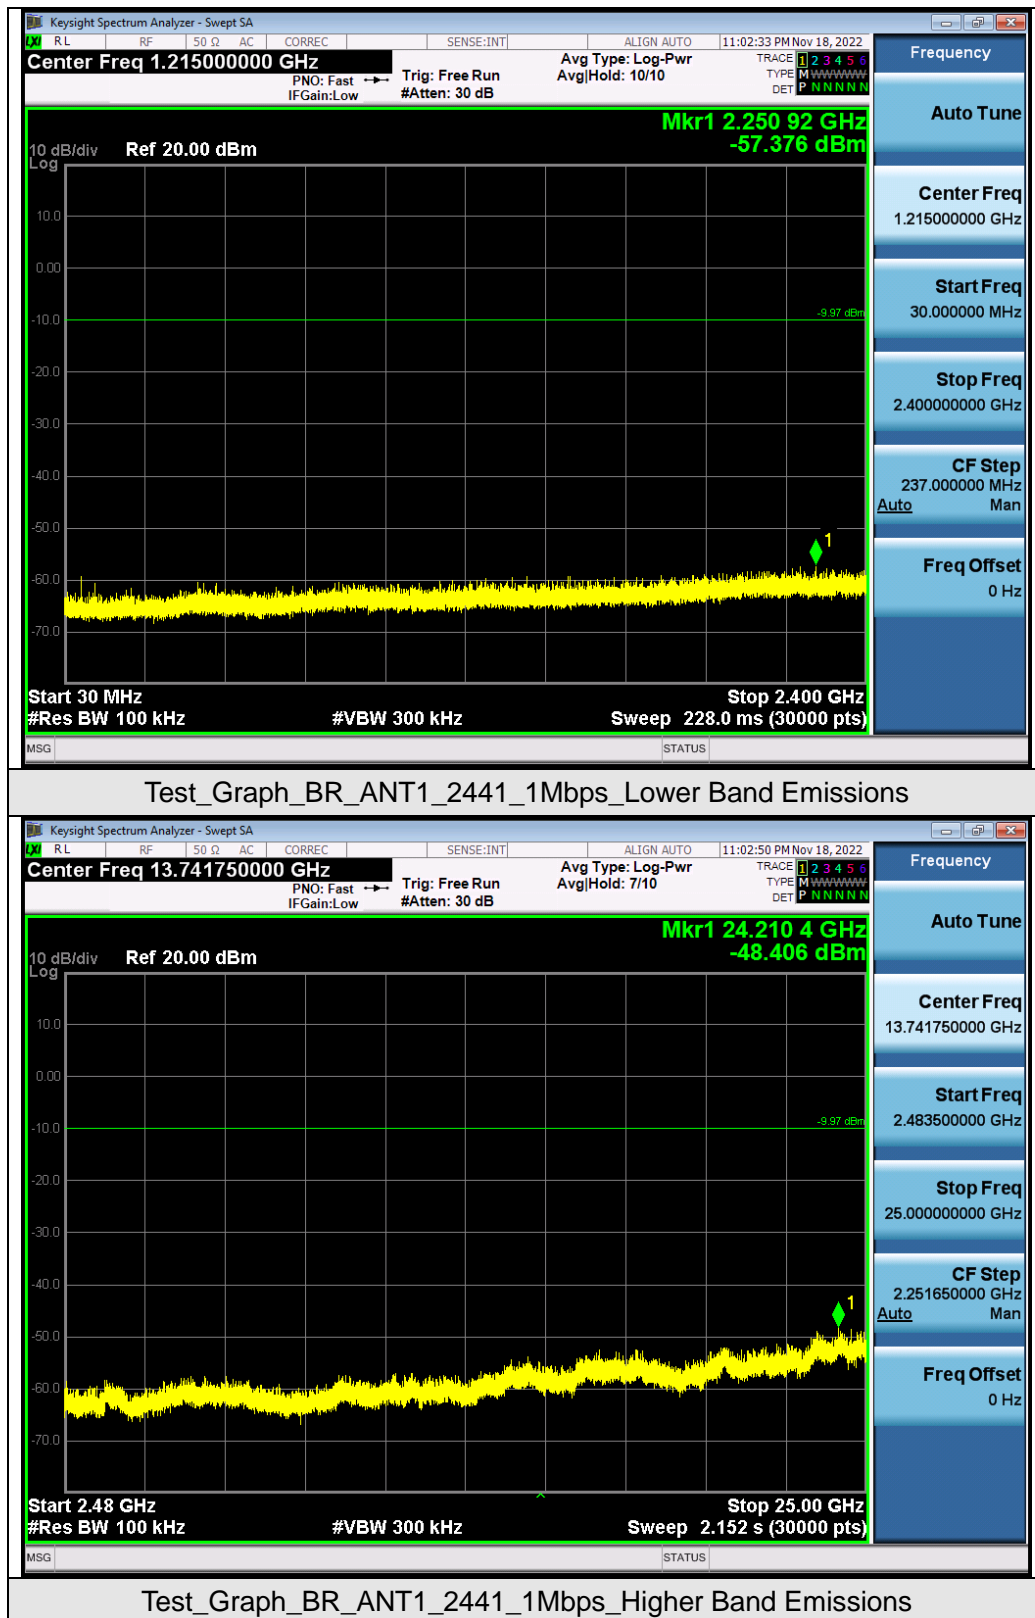 Keysight Spectrum Analyzer - Swept SA
LXI RL RF 50 Ω AC CORREC SENSE:INT ALIGN AUTO 11:02:33 PM Nov 18, 2022
Center Freq 1.215000000 GHz
PNO: Fast
IFGain:Low
Trig: Free Run
#Atten: 30 dB
Avg Type: Log-Pwr
Avg|Hold: 10/10
TRACE 1 2 3 4 5 6
TYPE M WWWWW
DET P N N N N N
Mkr1 2.250 92 GHz
-57.376 dBm
10 dB/div Ref 20.00 dBm
Log
10.0
0.00
-10.0
-9.97 dBm
-20.0
-30.0
-40.0
-50.0
1
-60.0
-70.0
Start 30 MHz Stop 2.400 GHz
#Res BW 100 kHz #VBW 300 kHz Sweep 228.0 ms (30000 pts)
MSG STATUS
Frequency
Auto Tune
Center Freq
1.215000000 GHz
Start Freq
30.000000 MHz
Stop Freq
2.400000000 GHz
CF Step
237.000000 MHz
Auto Man
Freq Offset
0 Hz
Test_Graph_BR_ANT1_2441_1Mbps_Lower Band Emissions
Keysight Spectrum Analyzer - Swept SA
LXI RL RF 50 Ω AC CORREC SENSE:INT ALIGN AUTO 11:02:50 PM Nov 18, 2022
Center Freq 13.741750000 GHz
PNO: Fast
IFGain:Low
Trig: Free Run
#Atten: 30 dB
Avg Type: Log-Pwr
Avg|Hold: 7/10
TRACE 1 2 3 4 5 6
TYPE M WWWWW
DET P N N N N N
Mkr1 24.210 4 GHz
-48.406 dBm
10 dB/div Ref 20.00 dBm
Log
10.0
0.00
-10.0
-9.97 dBm
-20.0
-30.0
-40.0
1
-50.0
-60.0
-70.0
Start 2.48 GHz Stop 25.00 GHz
#Res BW 100 kHz #VBW 300 kHz Sweep 2.152 s (30000 pts)
MSG STATUS
Frequency
Auto Tune
Center Freq
13.741750000 GHz
Start Freq
2.483500000 GHz
Stop Freq
25.000000000 GHz
CF Step
2.251650000 GHz
Auto Man
Freq Offset
0 Hz
Test_Graph_BR_ANT1_2441_1Mbps_Higher Band Emissions